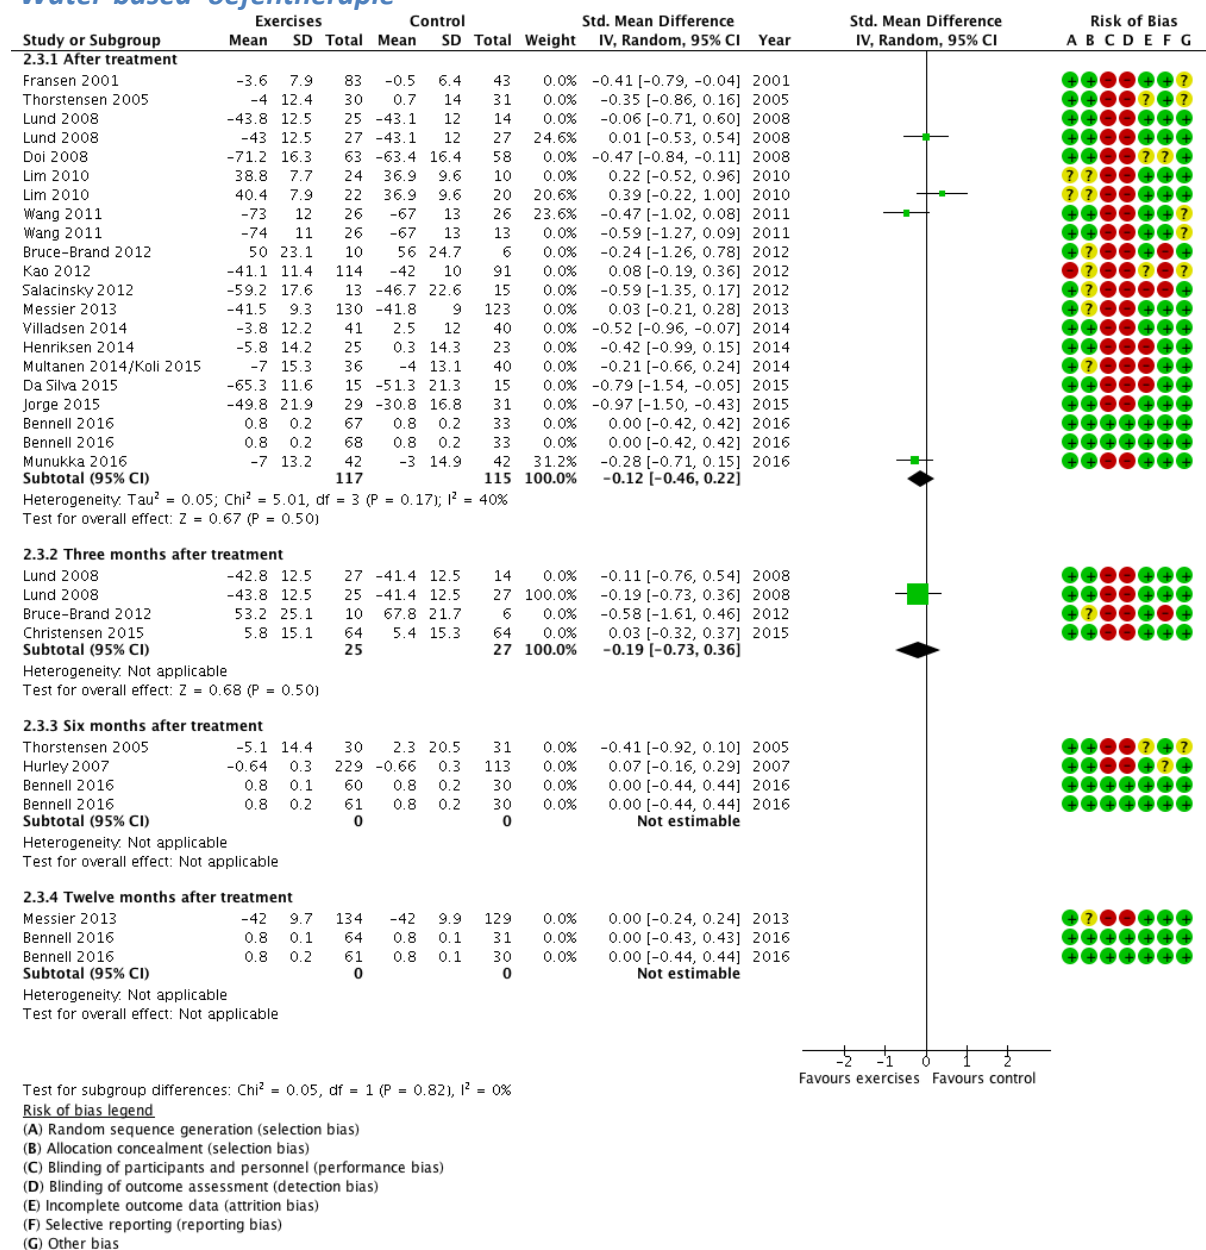 Water-based oefentherapie
Exercises Control Std. Mean Difference Std. Mean Difference Risk of Bias
Study or Subgroup Mean SD Total Mean SD Total Weight IV, Random, 95% CI Year IV, Random, 95% CI A B C D E F G
2.3.1 After treatment
Fransen 2001 −3.6 7.9 83 −0.5 6.4 43 0.0% −0.41 [−0.79, −0.04] 2001 + + − − + + ?
Thorstensen 2005 −4 12.4 30 0.7 14 31 0.0% −0.35 [−0.86, 0.16] 2005 + + − − ? + ?
Lund 2008 −43.8 12.5 25 −43.1 12 14 0.0% −0.06 [−0.71, 0.60] 2008 + + − − + + +
Lund 2008 −43 12.5 27 −43.1 12 27 24.6% 0.01 [−0.53, 0.54] 2008 + + − − + + +
Doi 2008 −71.2 16.3 63 −63.4 16.4 58 0.0% −0.47 [−0.84, −0.11] 2008 + + − − ? ? +
Lim 2010 38.8 7.7 24 36.9 9.6 10 0.0% 0.22 [−0.52, 0.96] 2010 ? ? − − + + +
Lim 2010 40.4 7.9 22 36.9 9.6 20 20.6% 0.39 [−0.22, 1.00] 2010 ? ? − − + + +
Wang 2011 −73 12 26 −67 13 26 23.6% −0.47 [−1.02, 0.08] 2011 + + − − + + ?
Wang 2011 −74 11 26 −67 13 13 0.0% −0.59 [−1.27, 0.09] 2011 + + − − + + ?
Bruce−Brand 2012 50 23.1 10 56 24.7 6 0.0% −0.24 [−1.26, 0.78] 2012 + ? − − + − +
Kao 2012 −41.1 11.4 114 −42 10 91 0.0% 0.08 [−0.19, 0.36] 2012 − ? − − ? − ?
Salacinsky 2012 −59.2 17.6 13 −46.7 22.6 15 0.0% −0.59 [−1.35, 0.17] 2012 + ? − − − − +
Messier 2013 −41.5 9.3 130 −41.8 9 123 0.0% 0.03 [−0.21, 0.28] 2013 + ? − − + + +
Villadsen 2014 −3.8 12.2 41 2.5 12 40 0.0% −0.52 [−0.96, −0.07] 2014 + + − − + + +
Henriksen 2014 −5.8 14.2 25 0.3 14.3 23 0.0% −0.42 [−0.99, 0.15] 2014 + + − − − + +
Multanen 2014/Koli 2015 −7 15.3 36 −4 13.1 40 0.0% −0.21 [−0.66, 0.24] 2014 + ? − − − + +
Da Silva 2015 −65.3 11.6 15 −51.3 21.3 15 0.0% −0.79 [−1.54, −0.05] 2015 + + − − − + +
Jorge 2015 −49.8 21.9 29 −30.8 16.8 31 0.0% −0.97 [−1.50, −0.43] 2015 + + − − + + +
Bennell 2016 0.8 0.2 67 0.8 0.2 33 0.0% 0.00 [−0.42, 0.42] 2016 + + + + + + +
Bennell 2016 0.8 0.2 68 0.8 0.2 33 0.0% 0.00 [−0.42, 0.42] 2016 + + + + + + +
Munukka 2016 −7 13.2 42 −3 14.9 42 31.2% −0.28 [−0.71, 0.15] 2016 + + − − + + +
Subtotal (95% CI) 117 115 100.0% −0.12 [−0.46, 0.22]
Heterogeneity: Tau² = 0.05; Chi² = 5.01, df = 3 (P = 0.17); I² = 40%
Test for overall effect: Z = 0.67 (P = 0.50)
2.3.2 Three months after treatment
Lund 2008 −42.8 12.5 27 −41.4 12.5 14 0.0% −0.11 [−0.76, 0.54] 2008 + + − − + + +
Lund 2008 −43.8 12.5 25 −41.4 12.5 27 100.0% −0.19 [−0.73, 0.36] 2008 + + − − + + +
Bruce−Brand 2012 53.2 25.1 10 67.8 21.7 6 0.0% −0.58 [−1.61, 0.46] 2012 + ? − − + − +
Christensen 2015 5.8 15.1 64 5.4 15.3 64 0.0% 0.03 [−0.32, 0.37] 2015 + + − − + + +
Subtotal (95% CI) 25 27 100.0% −0.19 [−0.73, 0.36]
Heterogeneity: Not applicable
Test for overall effect: Z = 0.68 (P = 0.50)
2.3.3 Six months after treatment
Thorstensen 2005 −5.1 14.4 30 2.3 20.5 31 0.0% −0.41 [−0.92, 0.10] 2005 + + − − ? + ?
Hurley 2007 −0.64 0.3 229 −0.66 0.3 113 0.0% 0.07 [−0.16, 0.29] 2007 + + − − + ? +
Bennell 2016 0.8 0.1 60 0.8 0.2 30 0.0% 0.00 [−0.44, 0.44] 2016 + + + + + + +
Bennell 2016 0.8 0.2 61 0.8 0.2 30 0.0% 0.00 [−0.44, 0.44] 2016 + + + + + + +
Subtotal (95% CI) 0 0 Not estimable
Heterogeneity: Not applicable
Test for overall effect: Not applicable
2.3.4 Twelve months after treatment
Messier 2013 −42 9.7 134 −42 9.9 129 0.0% 0.00 [−0.24, 0.24] 2013 + ? − − + + +
Bennell 2016 0.8 0.1 64 0.8 0.1 31 0.0% 0.00 [−0.43, 0.43] 2016 + + + + + + +
Bennell 2016 0.8 0.2 61 0.8 0.1 30 0.0% 0.00 [−0.44, 0.44] 2016 + + + + + + +
Subtotal (95% CI) 0 0 Not estimable
Heterogeneity: Not applicable
Test for overall effect: Not applicable
−2 −1 0 1 2
Favours exercises Favours control
Test for subgroup differences: Chi² = 0.05, df = 1 (P = 0.82), I² = 0%
Risk of bias legend
(A) Random sequence generation (selection bias)
(B) Allocation concealment (selection bias)
(C) Blinding of participants and personnel (performance bias)
(D) Blinding of outcome assessment (detection bias)
(E) Incomplete outcome data (attrition bias)
(F) Selective reporting (reporting bias)
(G) Other bias